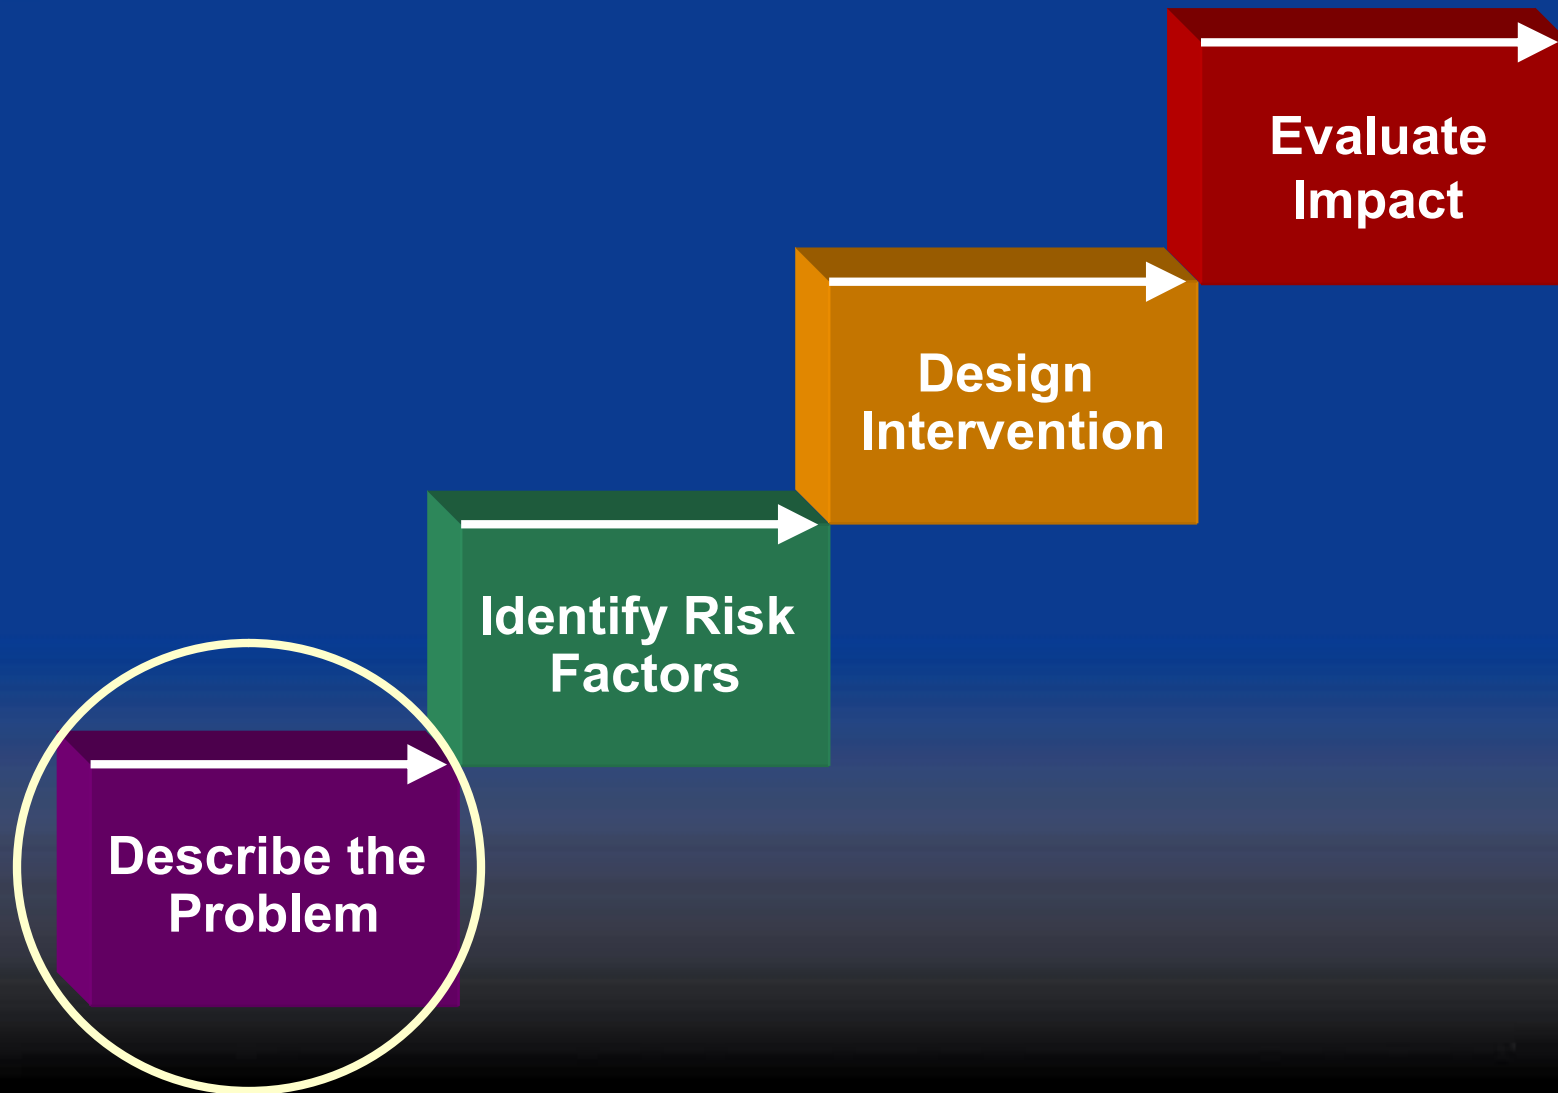 Evaluate
Impact
Design
Intervention
Identify Risk
Factors
Describe the
Problem